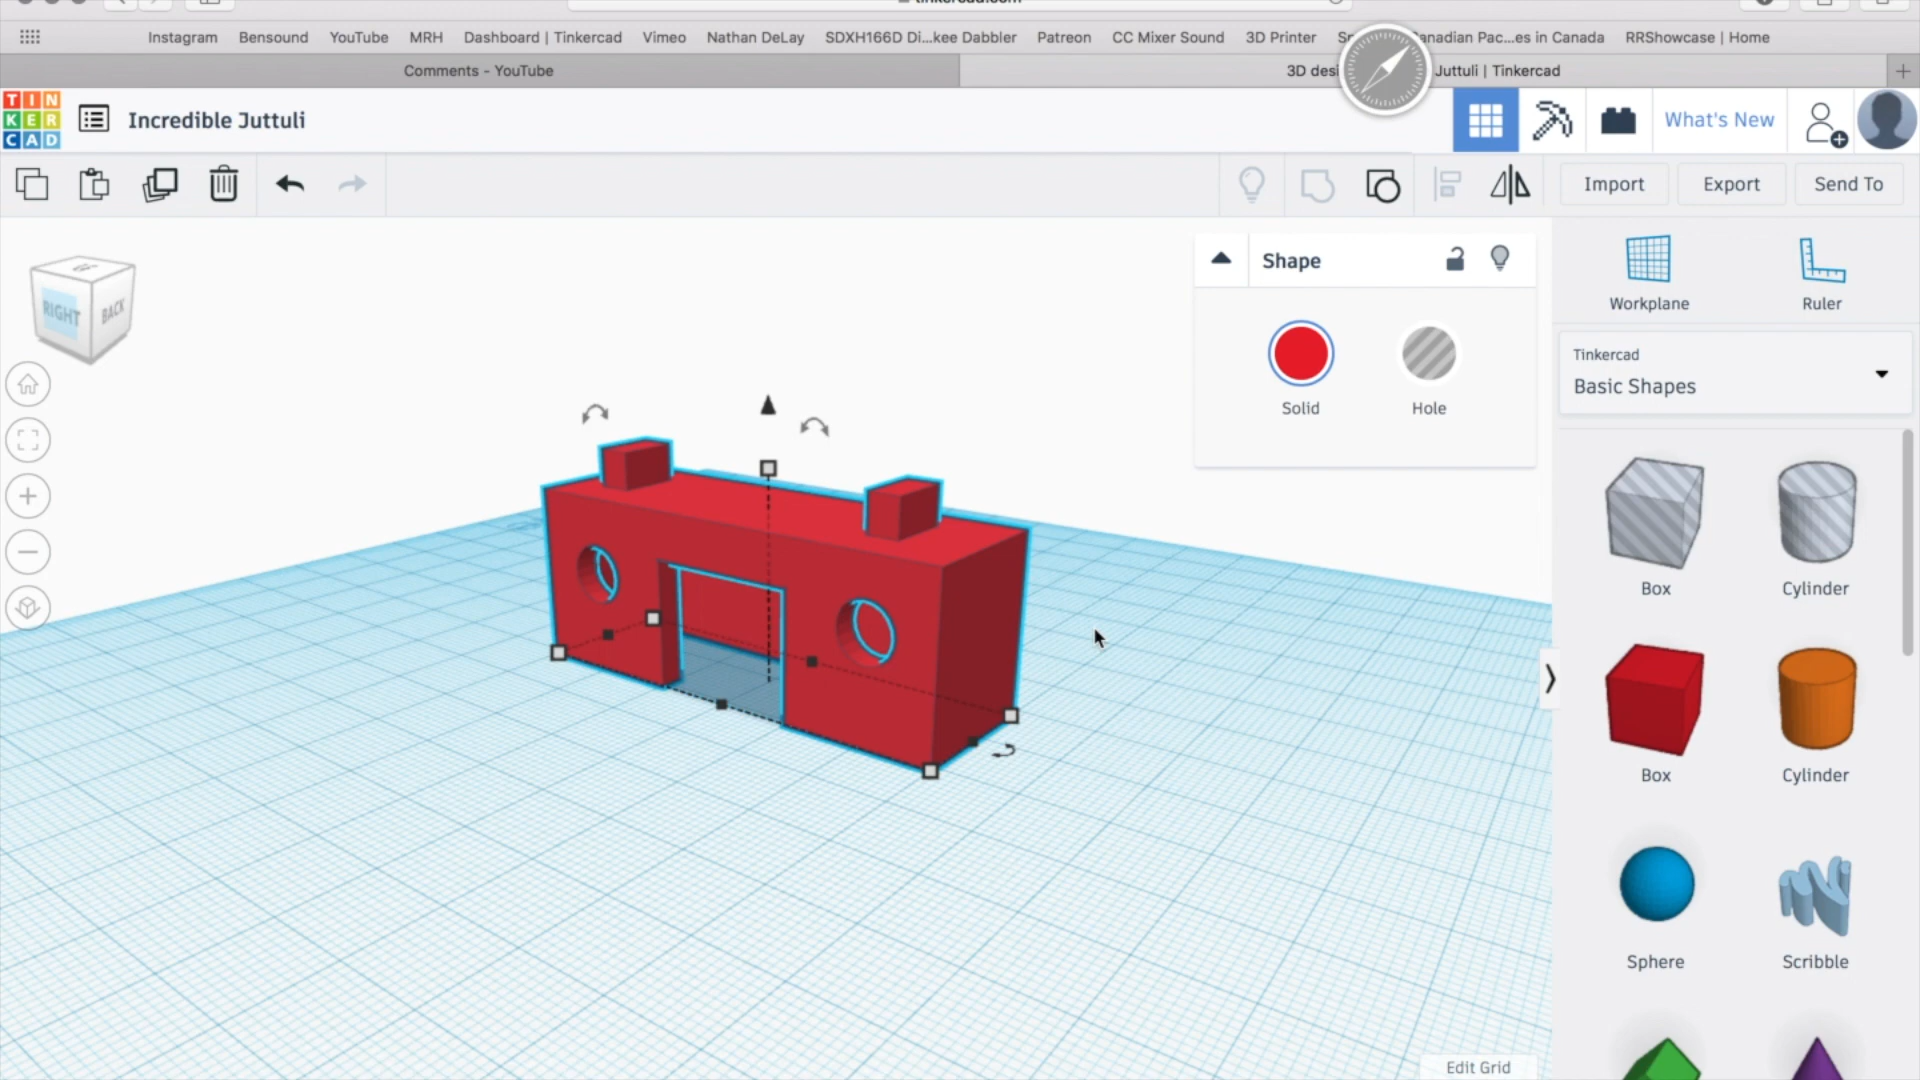 Instagram Bensound YouTube MRH Dashboard | Tinkercad Vimeo Nathan DeLay SDXH166D Di...kee Dabbler Patreon CC Mixer Sound 3D Printer anadian Pac...es in Canada RRShowcase | Home
Comments - YouTube
3D desi Juttuli | Tinkercad
TIN
KER
CAD
Incredible Juttuli
What's New
Import Export Send To
RIGHT BACK
Shape
Solid Hole
Workplane Ruler
Tinkercad
Basic Shapes
Box Cylinder
Box Cylinder
Sphere Scribble
Edit Grid